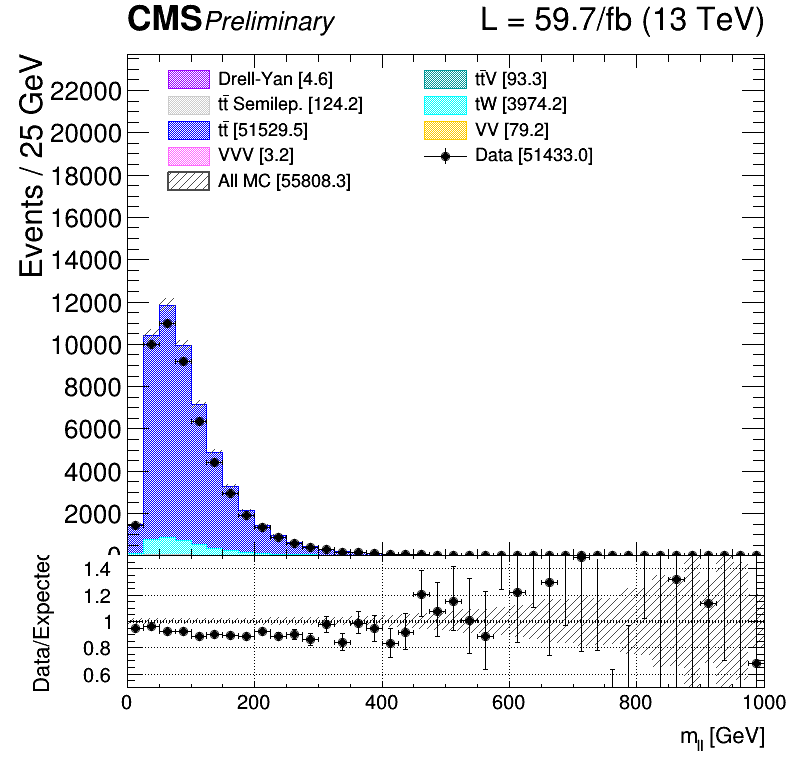 CMS Preliminary L = 59.7/fb (13 TeV)
Events / 25 GeV
22000
20000
18000
16000
14000
12000
10000
8000
6000
4000
2000
0
Drell-Yan [4.6]
tt̄ Semilep. [124.2]
tt̄ [51529.5]
VVV [3.2]
All MC [55808.3]
tt̄V [93.3]
tW [3974.2]
VV [79.2]
Data [51433.0]
Data/Expected
1.4
1.2
1
0.8
0.6
0 200 400 600 800 1000
m_ll [GeV]